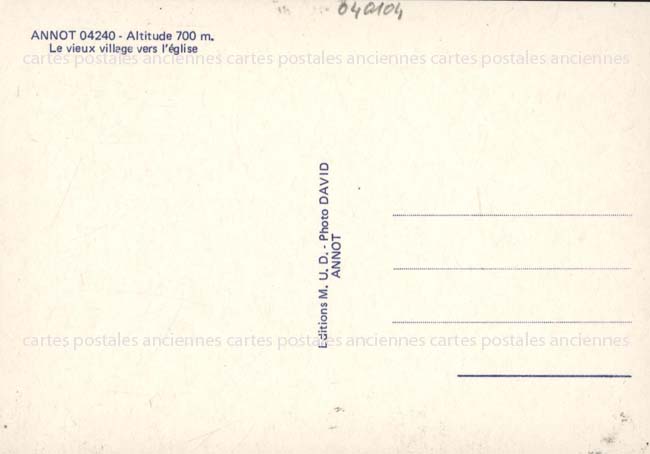 040104
ANNOT 04240 - Altitude 700 m.
Le vieux village vers l'église
cartes postales anciennes cartes postales anciennes cartes postales anciennes
Editions M. U. D. - Photo DAVID
ANNOT
cartes postales anciennes cartes postales anciennes cartes postales anciennes